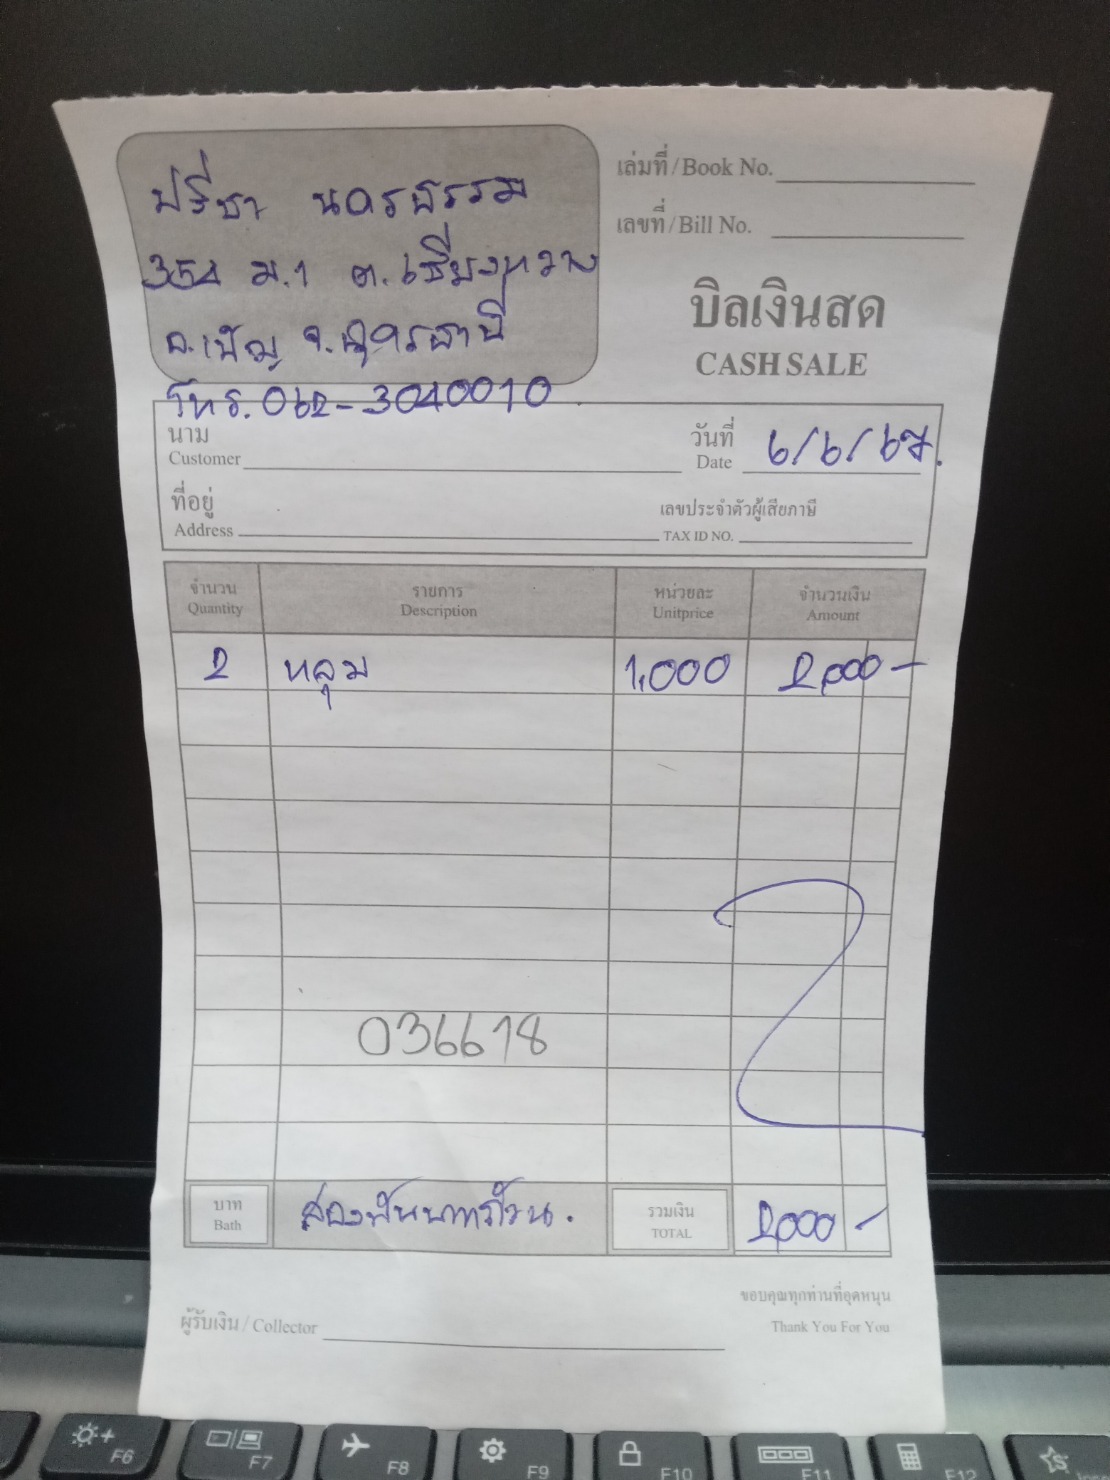 ปรีชา นครธรรม
354 ม.1 ต.เชียงหวาง
อ.เพ็ญ จ.อุดรธานี
โทร. 062-3040010
เล่มที่/Book No.
เลขที่/Bill No.
บิลเงินสด
CASH SALE
นาม
Customer
วันที่ 6/6/67.
Date
ที่อยู่
Address
เลขประจำตัวผู้เสียภาษี
TAX ID NO.
จำนวน รายการ หน่วยละ จำนวนเงิน
Quantity Description Unitprice Amount
2 หลุม 1,000 2,000 -
036618
บาท
Bath
สองพันบาทถ้วน.
รวมเงิน
TOTAL
2,000 -
ขอบคุณทุกท่านที่อุดหนุน
Thank You For You
ผู้รับเงิน/Collector
F6 F7 F8 F9 F10 F11 F12